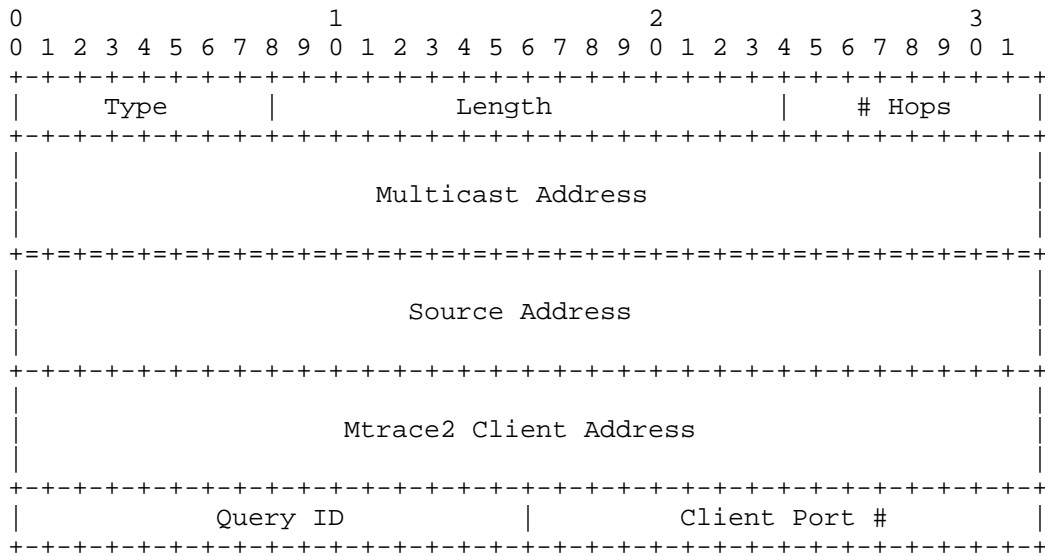 0                   1                   2                   3
 0 1 2 3 4 5 6 7 8 9 0 1 2 3 4 5 6 7 8 9 0 1 2 3 4 5 6 7 8 9 0 1
+-+-+-+-+-+-+-+-+-+-+-+-+-+-+-+-+-+-+-+-+-+-+-+-+-+-+-+-+-+-+-+-+
|     Type      |           Length              |    # Hops     |
+-+-+-+-+-+-+-+-+-+-+-+-+-+-+-+-+-+-+-+-+-+-+-+-+-+-+-+-+-+-+-+-+
|                                                               |
|                      Multicast Address                        |
|                                                               |
+=+=+=+=+=+=+=+=+=+=+=+=+=+=+=+=+=+=+=+=+=+=+=+=+=+=+=+=+=+=+=+=+
|                                                               |
|                        Source Address                         |
|                                                               |
+-+-+-+-+-+-+-+-+-+-+-+-+-+-+-+-+-+-+-+-+-+-+-+-+-+-+-+-+-+-+-+-+
|                                                               |
|                    Mtrace2 Client Address                     |
|                                                               |
+-+-+-+-+-+-+-+-+-+-+-+-+-+-+-+-+-+-+-+-+-+-+-+-+-+-+-+-+-+-+-+-+
|            Query ID           |         Client Port #         |
+-+-+-+-+-+-+-+-+-+-+-+-+-+-+-+-+-+-+-+-+-+-+-+-+-+-+-+-+-+-+-+-+